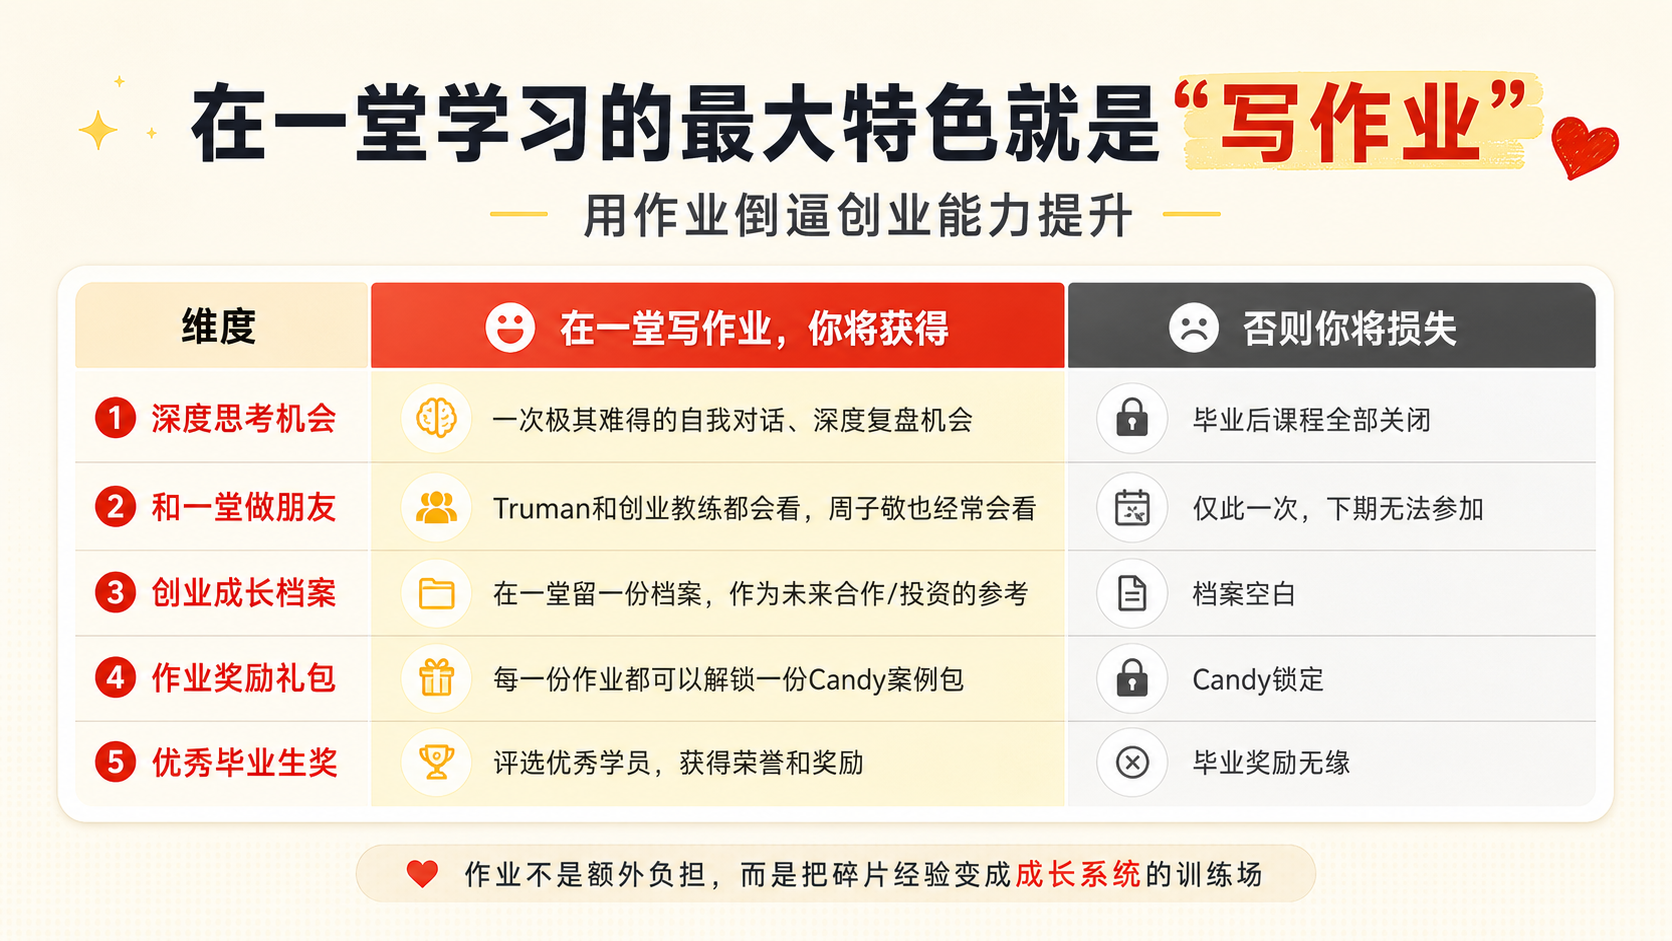 在一堂学习的最大特色就是“写作业”
用作业倒逼创业能力提升
维度 在一堂写作业，你将获得 否则你将损失
1 深度思考机会 一次极其难得的自我对话、深度复盘机会 毕业后课程全部关闭
2 和一堂做朋友 Truman和创业教练都会看，周子敬也经常会看 仅此一次，下期无法参加
3 创业成长档案 在一堂留一份档案，作为未来合作/投资的参考 档案空白
4 作业奖励礼包 每一份作业都可以解锁一份Candy案例包 Candy锁定
5 优秀毕业生奖 评选优秀学员，获得荣誉和奖励 毕业奖励无缘
作业不是额外负担，而是把碎片经验变成成长系统的训练场